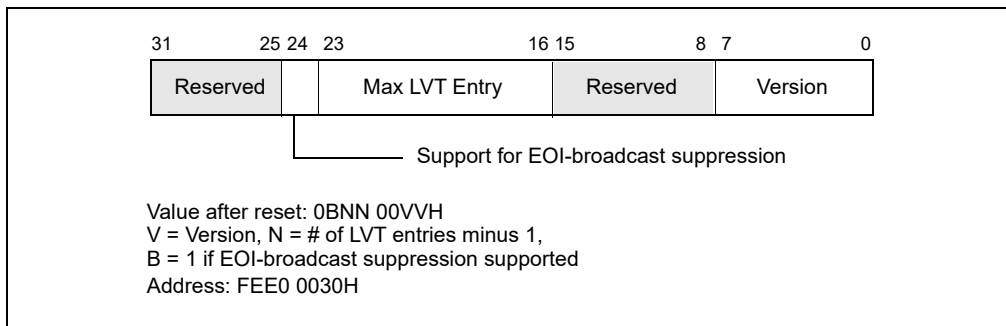 31 25 24 23 16 15 8 7 0
Reserved Max LVT Entry Reserved Version
Support for EOI-broadcast suppression
Value after reset: 0BNN 00VVH
V = Version, N = # of LVT entries minus 1,
B = 1 if EOI-broadcast suppression supported
Address: FEE0 0030H